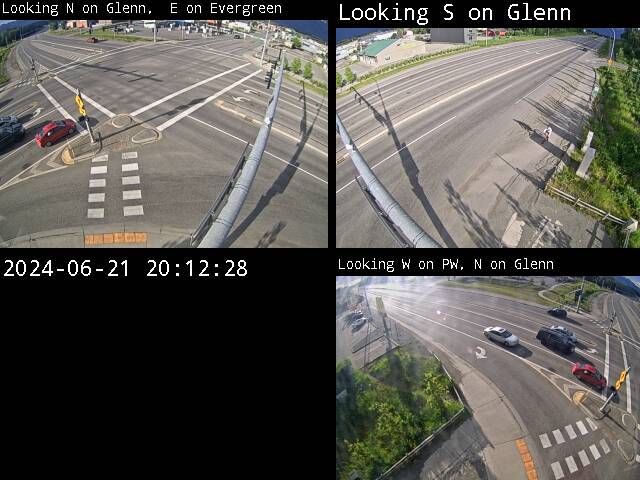 Looking N on Glenn,  E on Evergreen
Looking S on Glenn
2024-06-21 20:12:28
Looking W on PW, N on Glenn